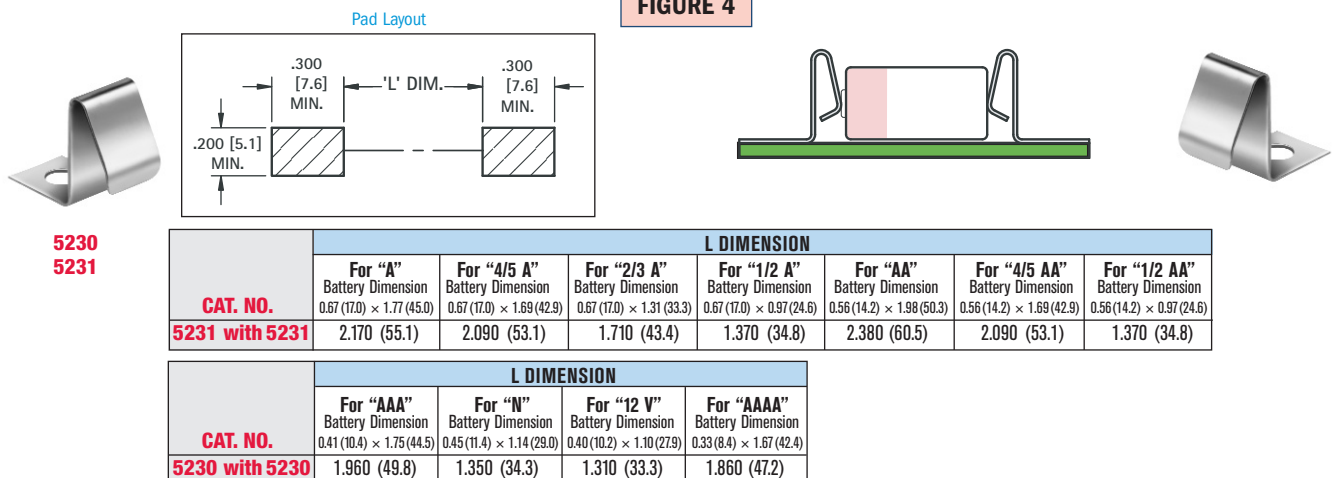 FIGURE 4
Pad Layout
.300
[7.6]
MIN.
'L' DIM.
.300
[7.6]
MIN.
.200 [5.1]
MIN.
5230
5231
L DIMENSION
CAT. NO.
For “A”
Battery Dimension
0.67 (17.0) × 1.77 (45.0)
For “4/5 A”
Battery Dimension
0.67 (17.0) × 1.69 (42.9)
For “2/3 A”
Battery Dimension
0.67 (17.0) × 1.31 (33.3)
For “1/2 A”
Battery Dimension
0.67 (17.0) × 0.97 (24.6)
For “AA”
Battery Dimension
0.56 (14.2) × 1.98 (50.3)
For “4/5 AA”
Battery Dimension
0.56 (14.2) × 1.69 (42.9)
For “1/2 AA”
Battery Dimension
0.56 (14.2) × 0.97 (24.6)
5231 with 5231 2.170 (55.1) 2.090 (53.1) 1.710 (43.4) 1.370 (34.8) 2.380 (60.5) 2.090 (53.1) 1.370 (34.8)
L DIMENSION
CAT. NO.
For “AAA”
Battery Dimension
0.41 (10.4) × 1.75 (44.5)
For “N”
Battery Dimension
0.45 (11.4) × 1.14 (29.0)
For “12 V”
Battery Dimension
0.40 (10.2) × 1.10 (27.9)
For “AAAA”
Battery Dimension
0.33 (8.4) × 1.67 (42.4)
5230 with 5230 1.960 (49.8) 1.350 (34.3) 1.310 (33.3) 1.860 (47.2)